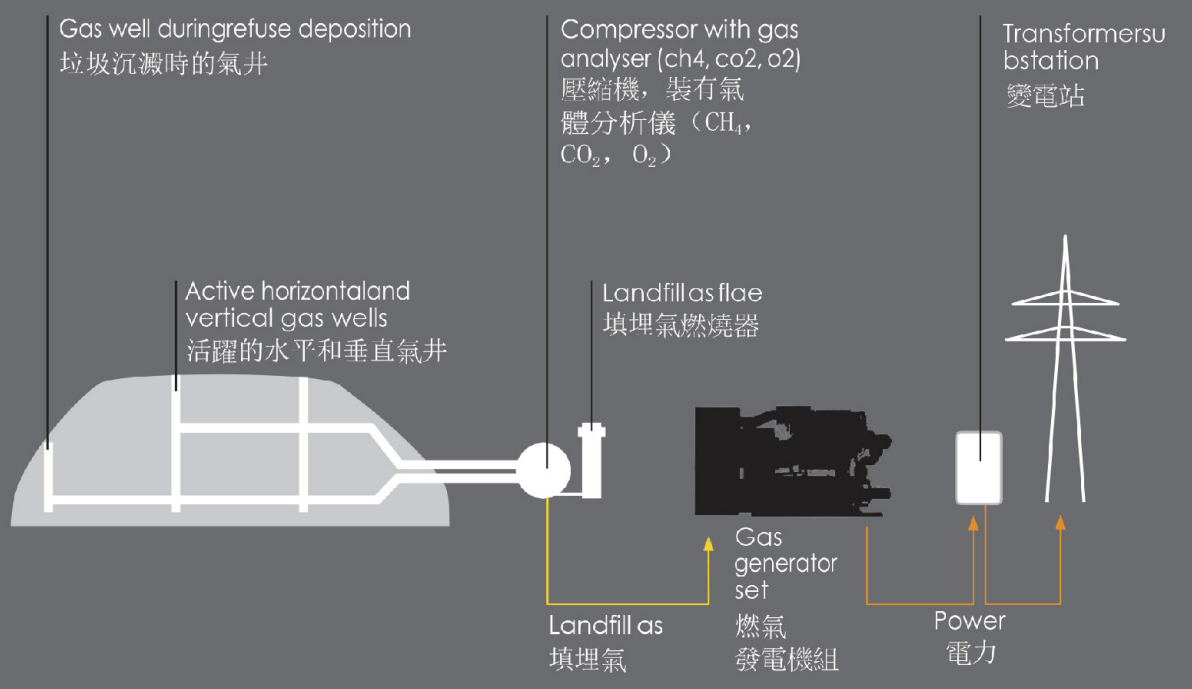 Gas well duringrefuse deposition
垃圾沉澱時的氣井
Compressor with gas
analyser (ch4, co2, o2)
壓縮機，裝有氣
體分析儀（CH₄，
CO₂，O₂）
Transformersu
bstation
變電站
Active horizontaland
vertical gas wells
活躍的水平和垂直氣井
Landfill as flae
填埋氣燃燒器
Gas
generator
set
燃氣
發電機組
Landfill as
填埋氣
Power
電力